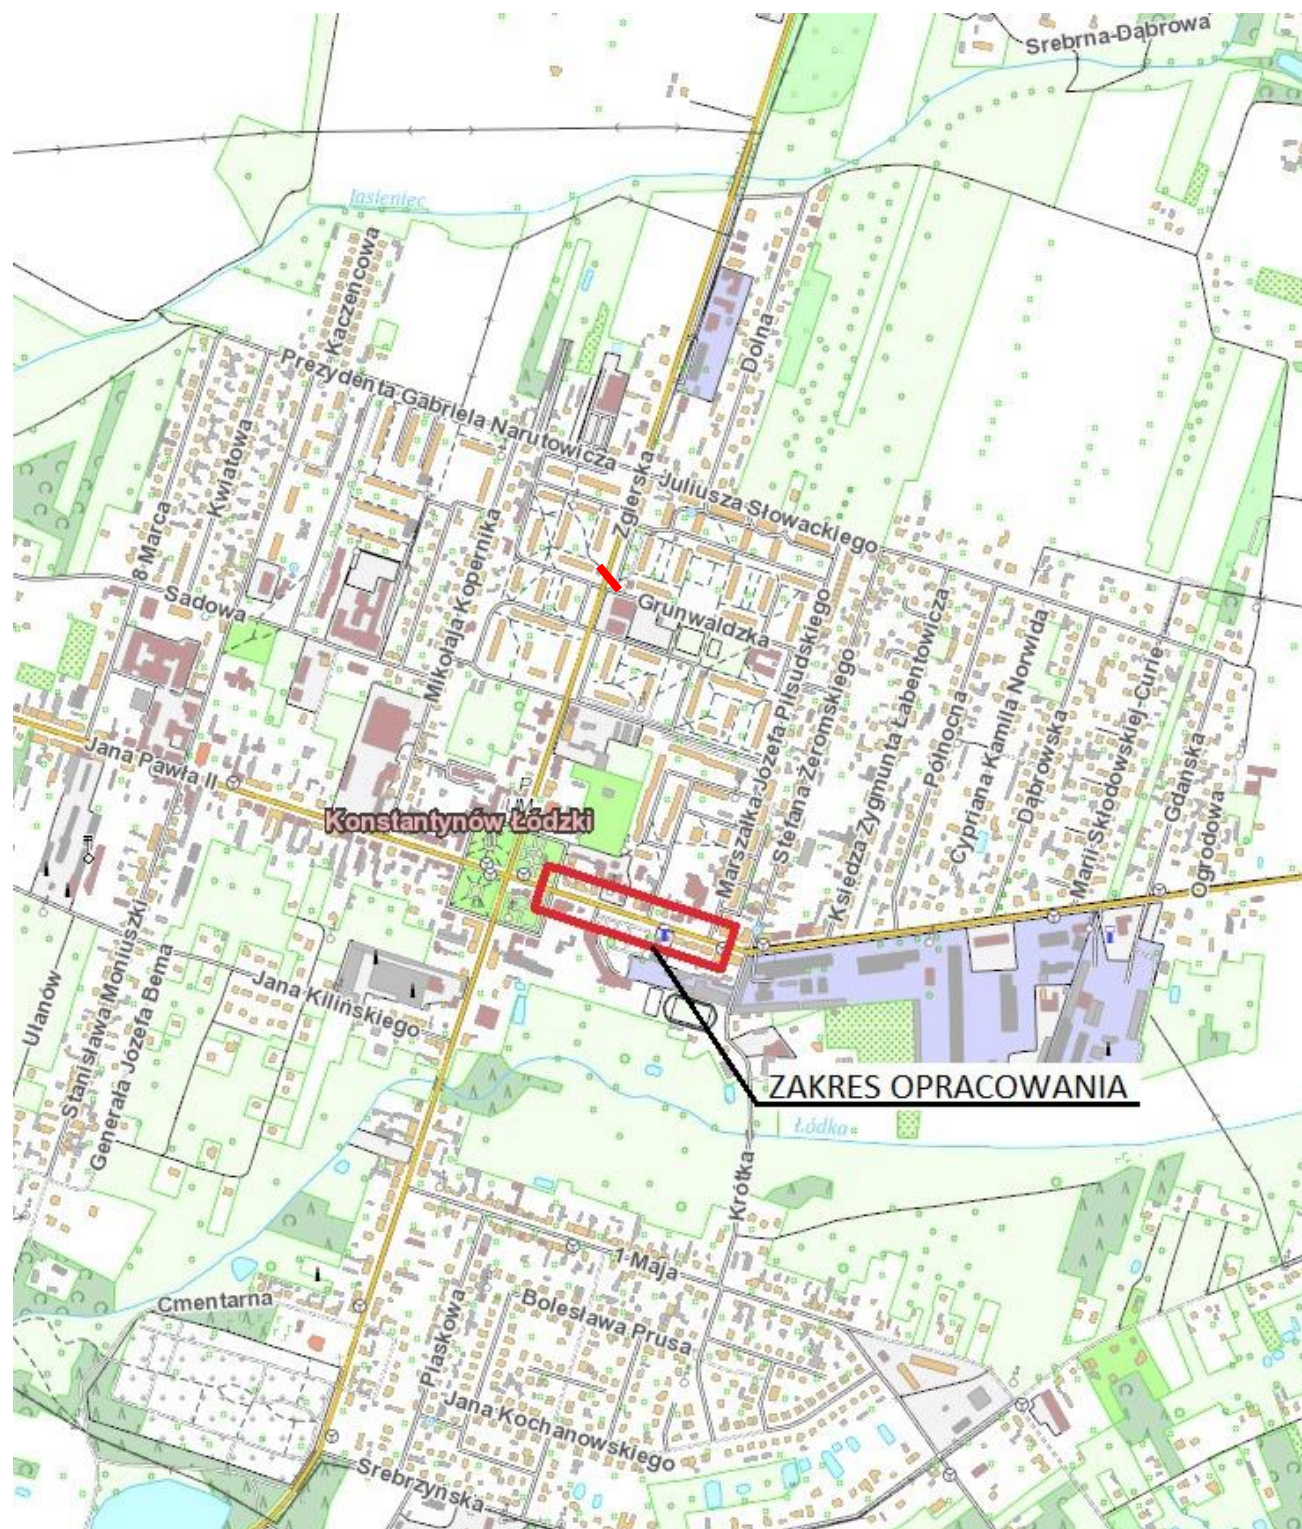 Srebrna-Dąbrowa
Jasieniec
Kaczeńcowa
Prezydenta Gabriela Narutowicza
Dolna
Kwiatowa
8 Marca
Zgierska
Juliusza Słowackiego
Mikołaja Kopernika
Sadowa
Grunwaldzka
Marszałka Józefa Piłsudskiego
Stefana Żeromskiego
Księdza Zygmunta Labentowicza
Północna
Cypriana Kamila Norwida
Dąbrowska
Marii Skłodowskiej-Curie
Gdańska
Ogrodowa
Jana Pawła II
Konstantynów Łódzki
Ułanów
Stanisława Moniuszki
Generała Józefa Bema
Jana Kilińskiego
ZAKRES OPRACOWANIA
Łódka
Krótka
1 Maja
Cmentarna
Piaskowa
Bolesława Prusa
Jana Kochanowskiego
Srebrzyńska